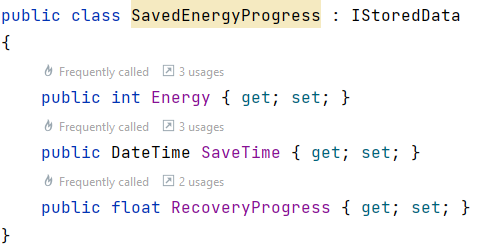 public class SavedEnergyProgress : IStoredData
{
Frequently called 3 usages
public int Energy { get; set; }
Frequently called 3 usages
public DateTime SaveTime { get; set; }
Frequently called 2 usages
public float RecoveryProgress { get; set; }
}